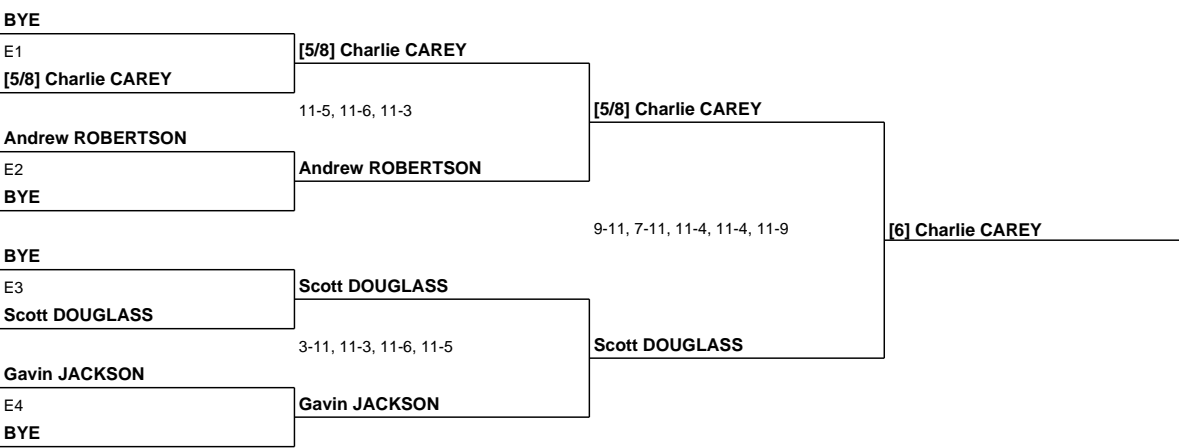 BYE
E1
[5/8] Charlie CAREY
[5/8] Charlie CAREY
11-5, 11-6, 11-3
[5/8] Charlie CAREY
Andrew ROBERTSON
E2
Andrew ROBERTSON
BYE
9-11, 7-11, 11-4, 11-4, 11-9
[6] Charlie CAREY
BYE
E3
Scott DOUGLASS
Scott DOUGLASS
3-11, 11-3, 11-6, 11-5
Scott DOUGLASS
Gavin JACKSON
E4
Gavin JACKSON
BYE